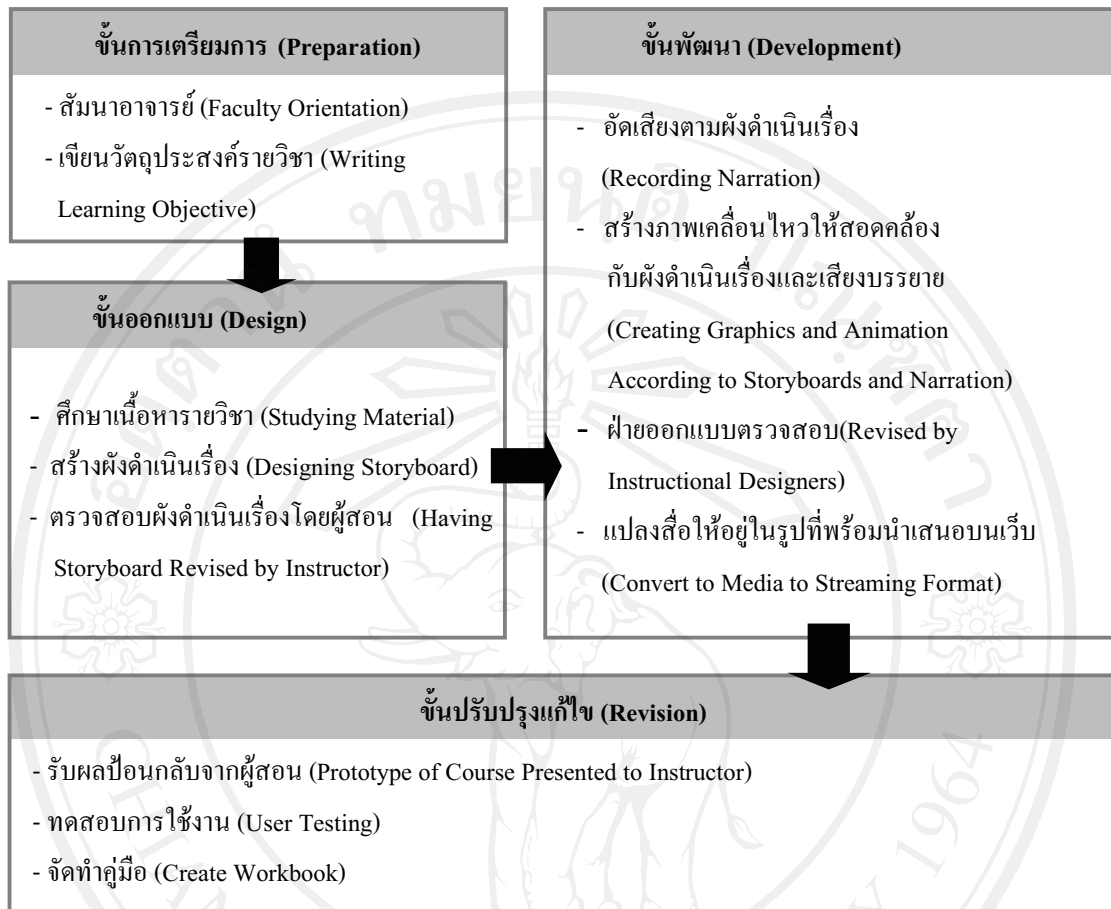 ขั้นการเตรียมการ (Preparation)
- สัมนาอาจารย์ (Faculty Orientation)
- เขียนวัตถุประสงค์รายวิชา (Writing
Learning Objective)
ขั้นออกแบบ (Design)
- ศึกษาเนื้อหารายวิชา (Studying Material)
- สร้างผังดำเนินเรื่อง (Designing Storyboard)
- ตรวจสอบผังดำเนินเรื่องโดยผู้สอน (Having
Storyboard Revised by Instructor)
ขั้นพัฒนา (Development)
- อัดเสียงตามผังดำเนินเรื่อง
(Recording Narration)
- สร้างภาพเคลื่อนไหวให้สอดคล้อง
กับผังดำเนินเรื่องและเสียงบรรยาย
(Creating Graphics and Animation
According to Storyboards and Narration)
- ฝ่ายออกแบบตรวจสอบ(Revised by
Instructional Designers)
- แปลงสื่อให้อยู่ในรูปที่พร้อมนำเสนอบนเว็บ
(Convert to Media to Streaming Format)
ขั้นปรับปรุงแก้ไข (Revision)
- รับผลป้อนกลับจากผู้สอน (Prototype of Course Presented to Instructor)
- ทดสอบการใช้งาน (User Testing)
- จัดทำคู่มือ (Create Workbook)
1964